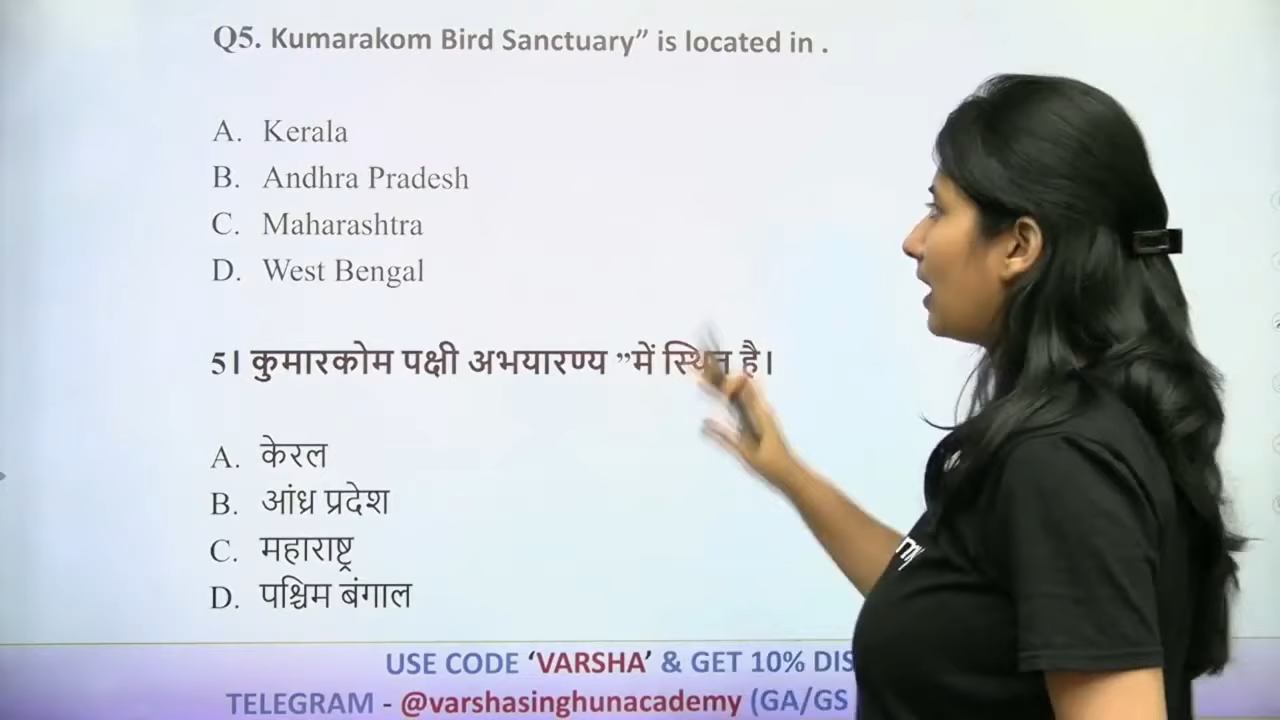 Q5. Kumarakom Bird Sanctuary” is located in .
A. Kerala
B. Andhra Pradesh
C. Maharashtra
D. West Bengal
5। कुमारकोम पक्षी अभयारण्य ”में स्थित है।
A. केरल
B. आंध्र प्रदेश
C. महाराष्ट्र
D. पश्चिम बंगाल
USE CODE ‘VARSHA’ & GET 10%
TELEGRAM - @varshasinghunacademy (GA/GS